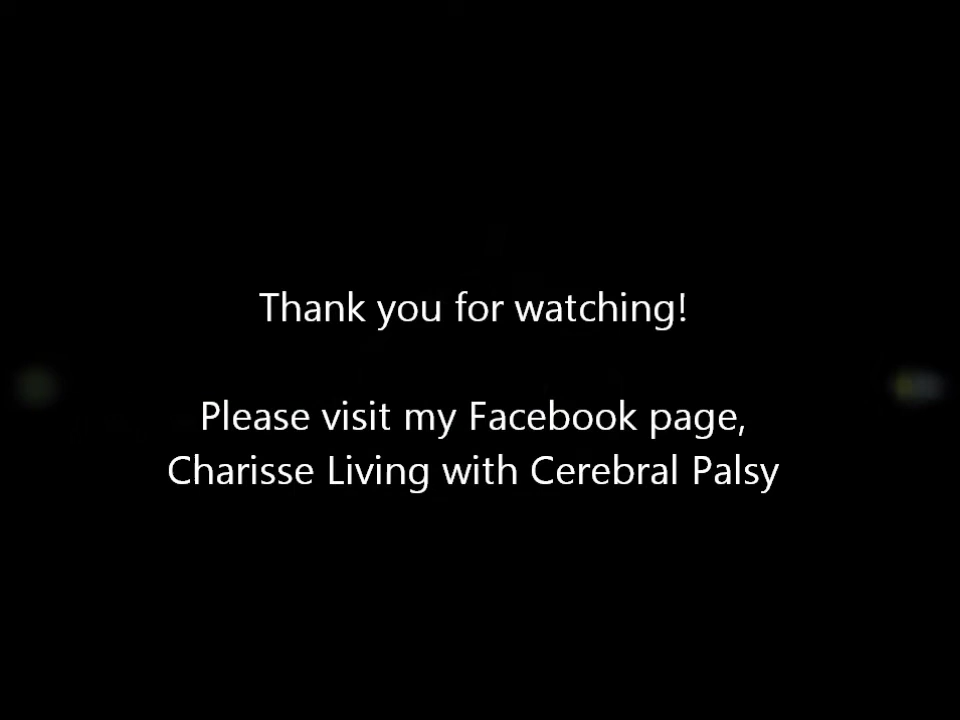 Thank you for watching!
Please visit my Facebook page,
Charisse Living with Cerebral Palsy